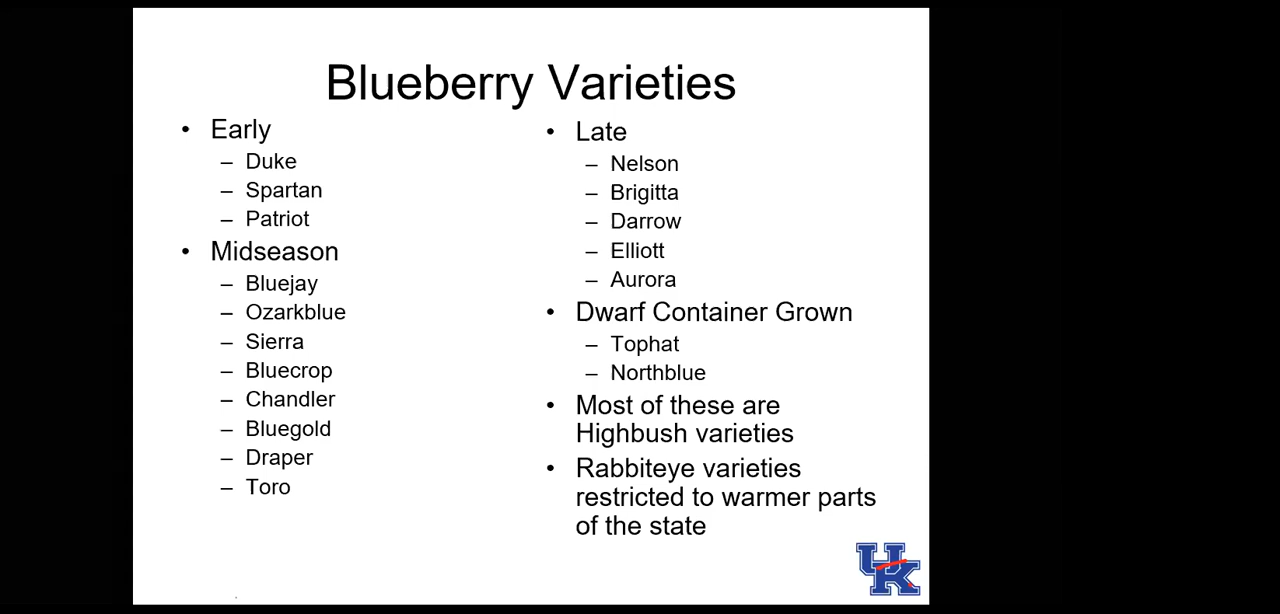 Blueberry Varieties
• Early
– Duke
– Spartan
– Patriot
• Midseason
– Bluejay
– Ozarkblue
– Sierra
– Bluecrop
– Chandler
– Bluegold
– Draper
– Toro
• Late
– Nelson
– Brigitta
– Darrow
– Elliott
– Aurora
• Dwarf Container Grown
– Tophat
– Northblue
• Most of these are
Highbush varieties
• Rabbiteye varieties
restricted to warmer parts
of the state
UK